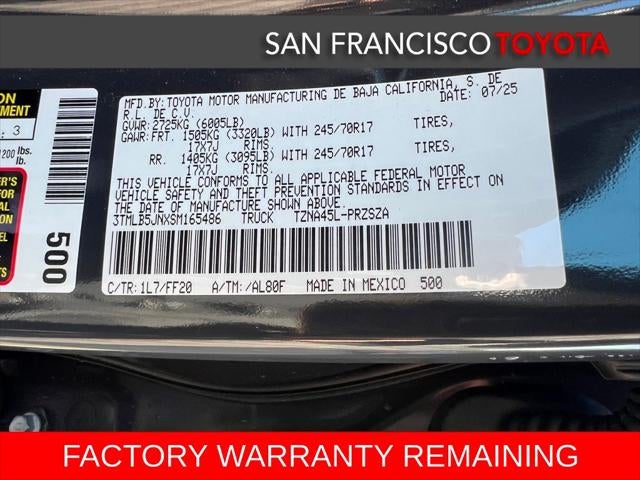 SAN FRANCISCO TOYOTA
MFD.BY: TOYOTA MOTOR MANUFACTURING DE BAJA CALIFORNIA, S. DE
R.L. DE C.V. DATE: 07/25
GVWR: 2725KG (6005LB)
GAWR: FRT. 1505KG (3320LB) WITH 245/70R17 TIRES,
17X7J RIMS.
RR. 1405KG (3095LB) WITH 245/70R17 TIRES,
17X7J RIMS.
THIS VEHICLE CONFORMS TO ALL APPLICABLE FEDERAL MOTOR
VEHICLE SAFETY AND THEFT PREVENTION STANDARDS IN EFFECT ON
THE DATE OF MANUFACTURE SHOWN ABOVE.
3TMLB5JNXSM165486 TRUCK TZNA45L-PRZSZA
C/TR: 1L7/FF20 A/TM: /AL80F MADE IN MEXICO 500
3
1200 lbs.
500
FACTORY WARRANTY REMAINING